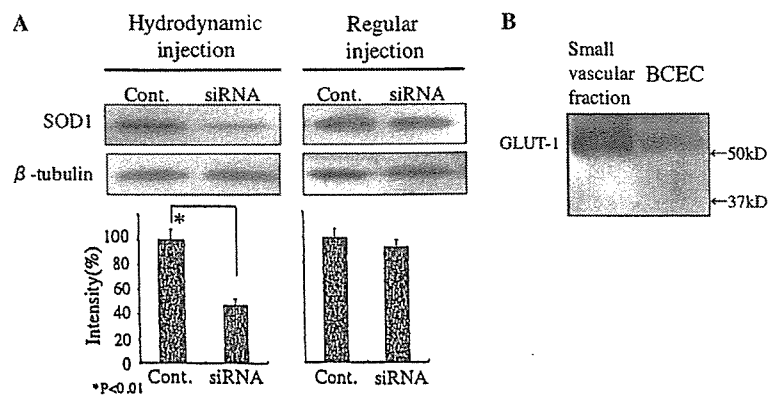 A
Hydrodynamic injection
Regular injection
Cont. siRNA
Cont. siRNA
SOD1
β-tubulin
*
Intensity(%)
100
80
60
40
20
0
Cont. siRNA
Cont. siRNA
*P<0.01
B
Small vascular fraction
BCEC
GLUT-1
←50kD
←37kD